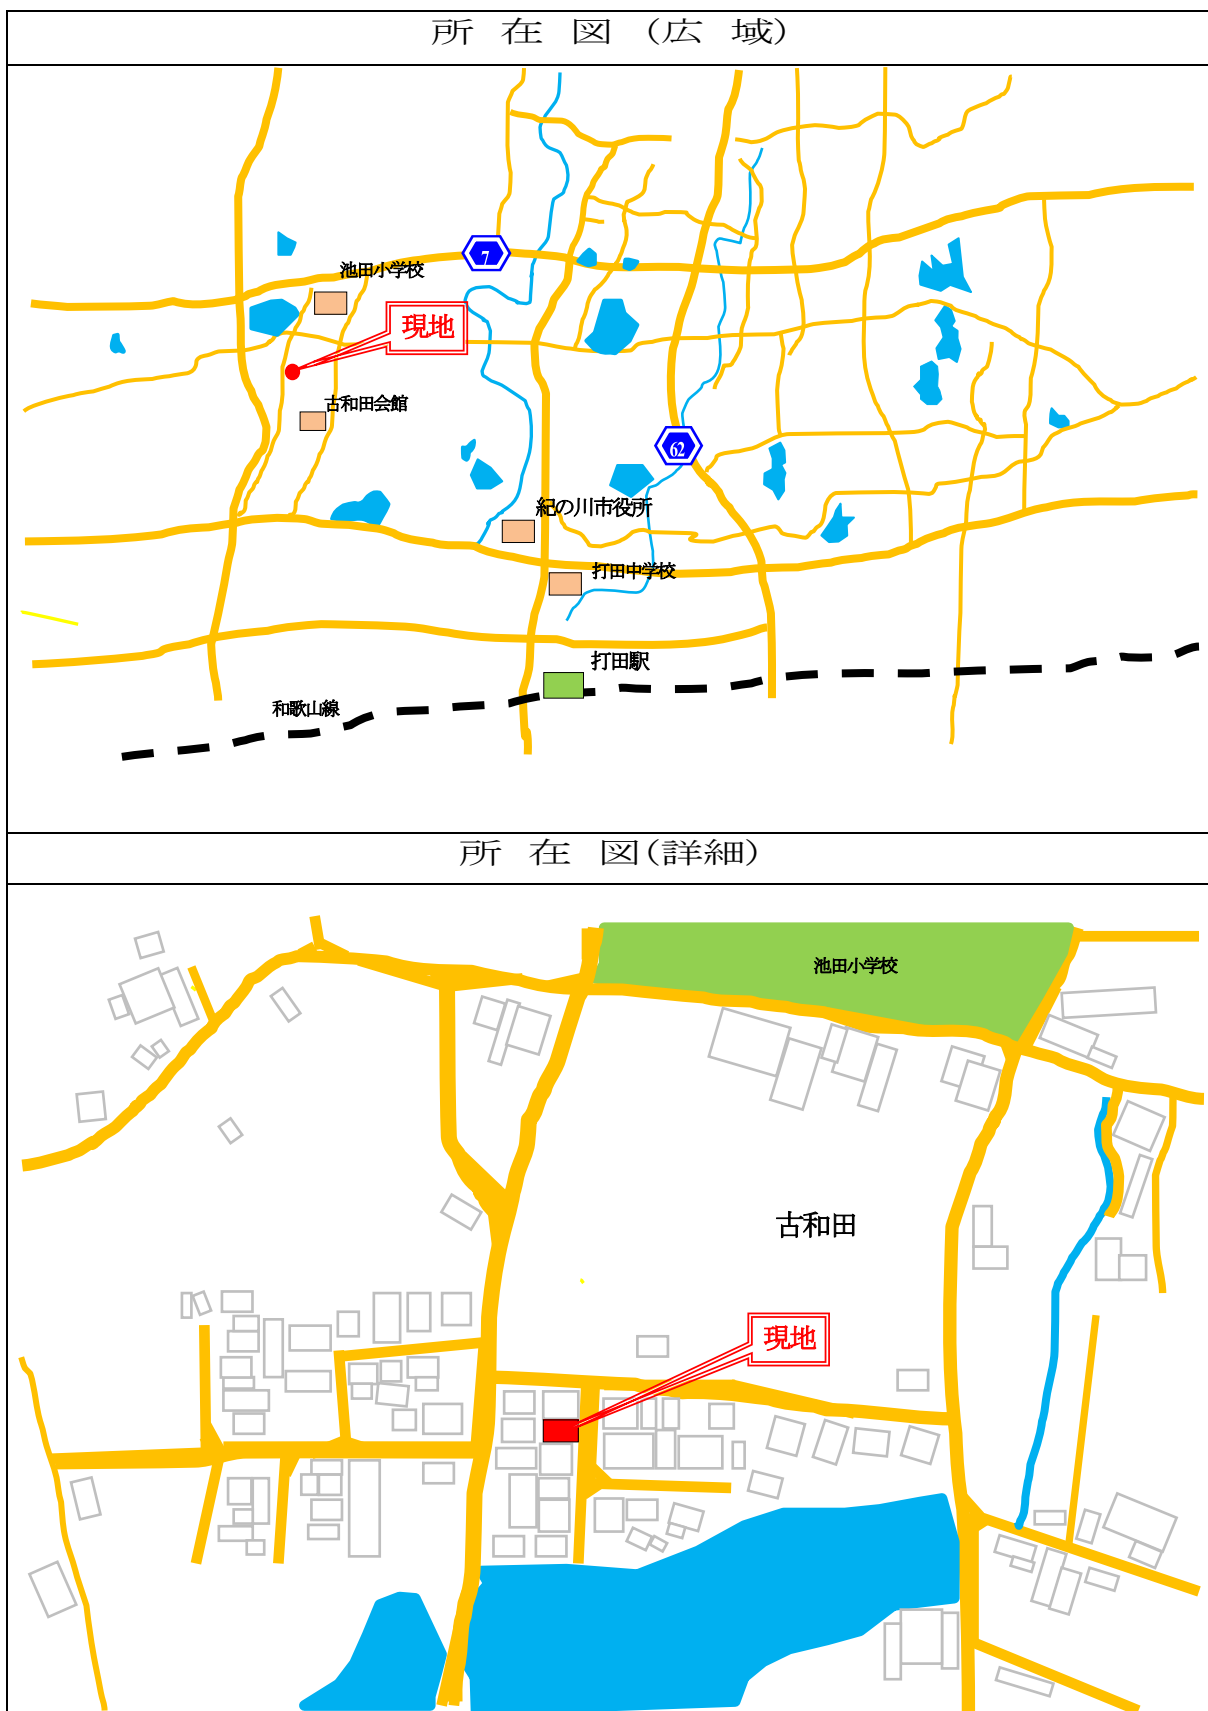 所 在 図 (広 域)
7
池田小学校
現地
古和田会館
62
紀の川市役所
打田中学校
打田駅
和歌山線
所 在 図(詳細)
池田小学校
古和田
現地